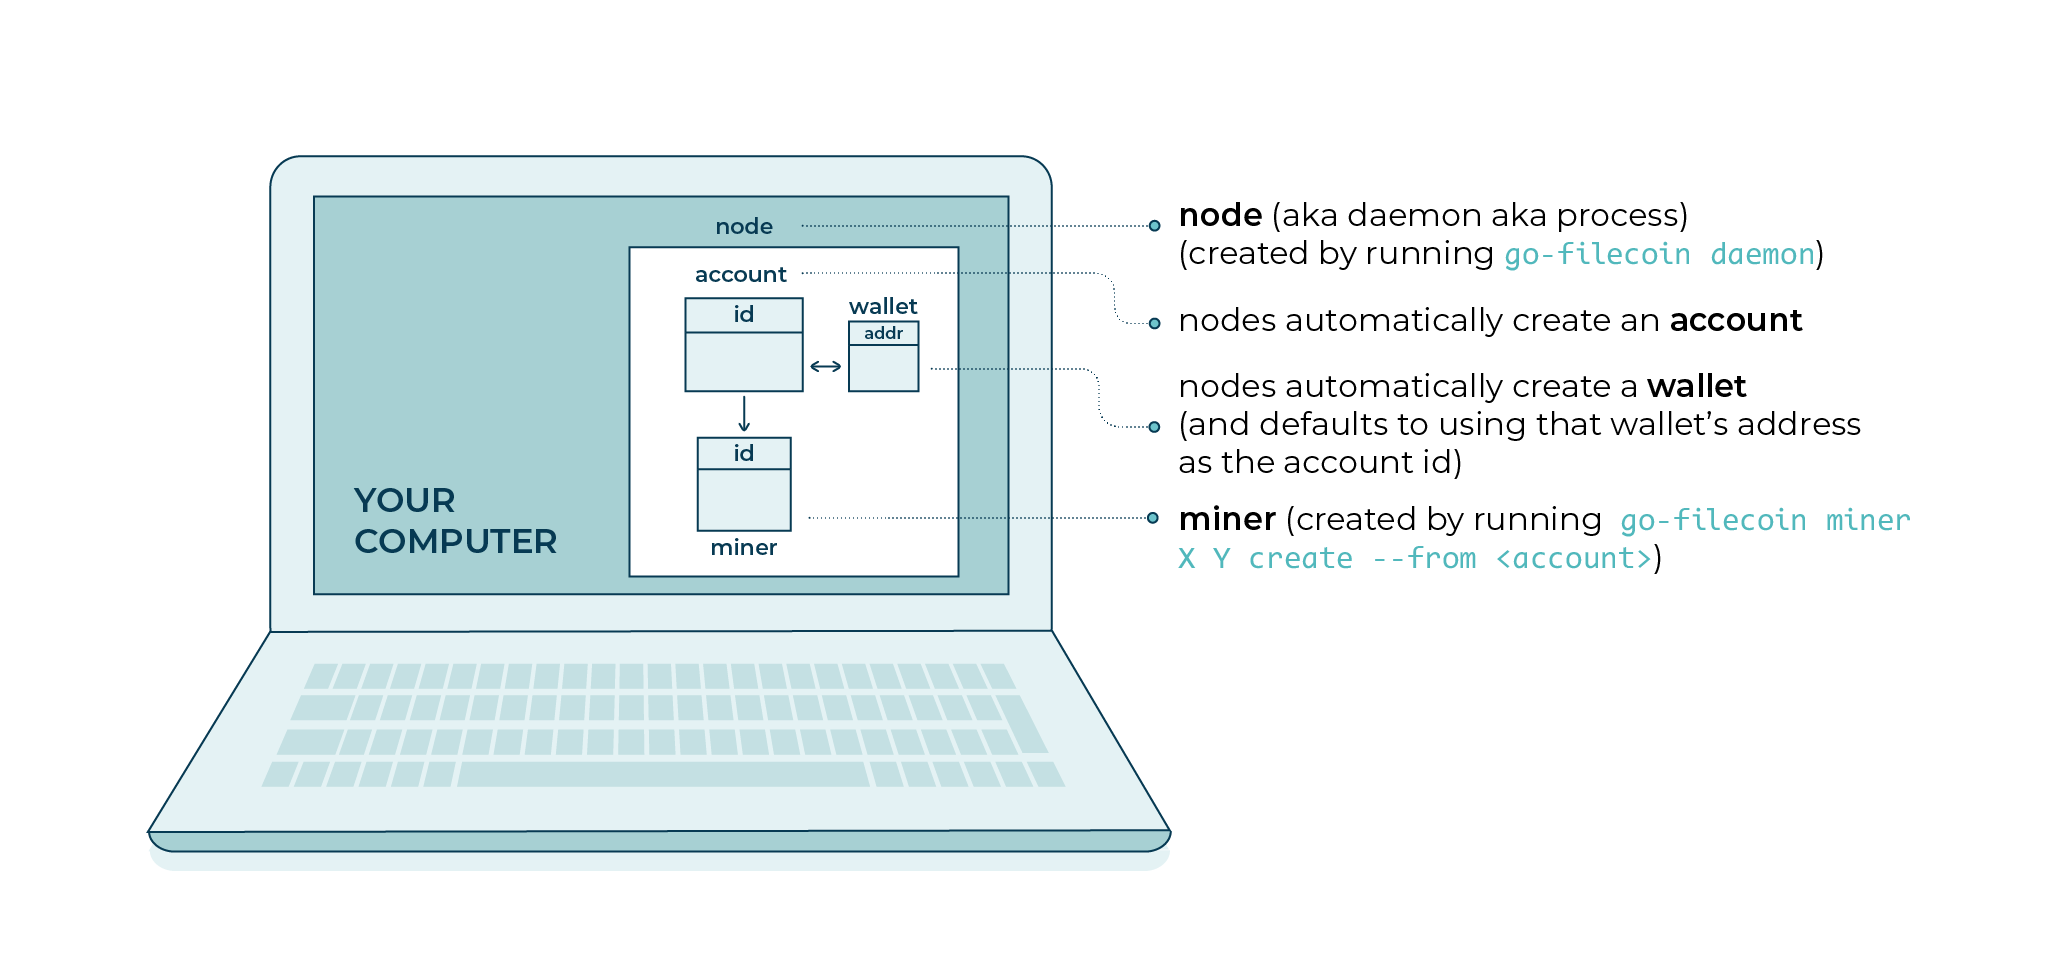 node
account
id
wallet
addr
id
miner
YOUR
COMPUTER
node (aka daemon aka process)
(created by running go-filecoin daemon)
nodes automatically create an account
nodes automatically create a wallet
(and defaults to using that wallet’s address
as the account id)
miner (created by running go-filecoin miner
X Y create --from <account>)